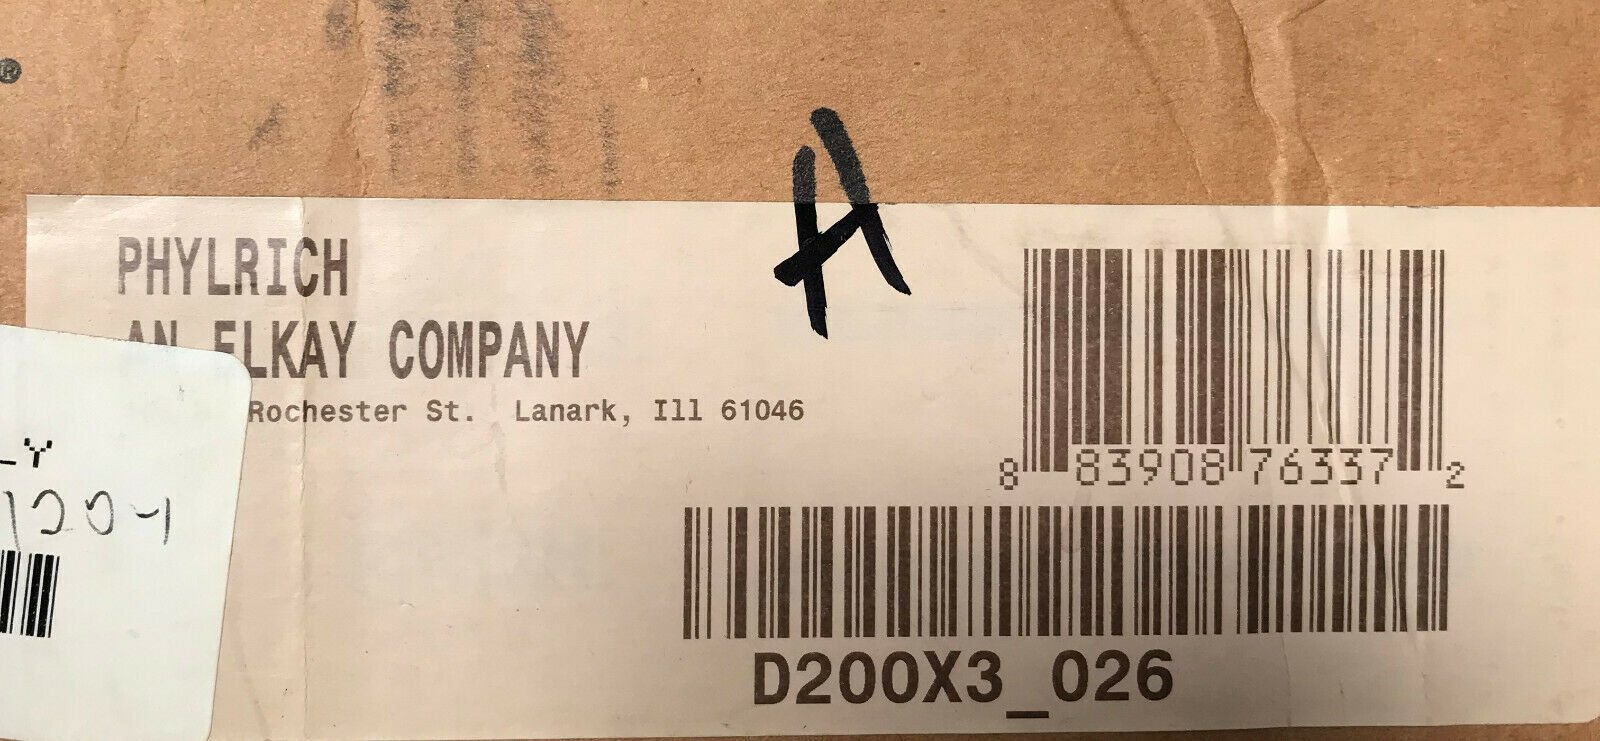 ®
A
PHYLRICH
AN ELKAY COMPANY
Rochester St. Lanark, Ill 61046
8 83908 76337 2
D200X3_026